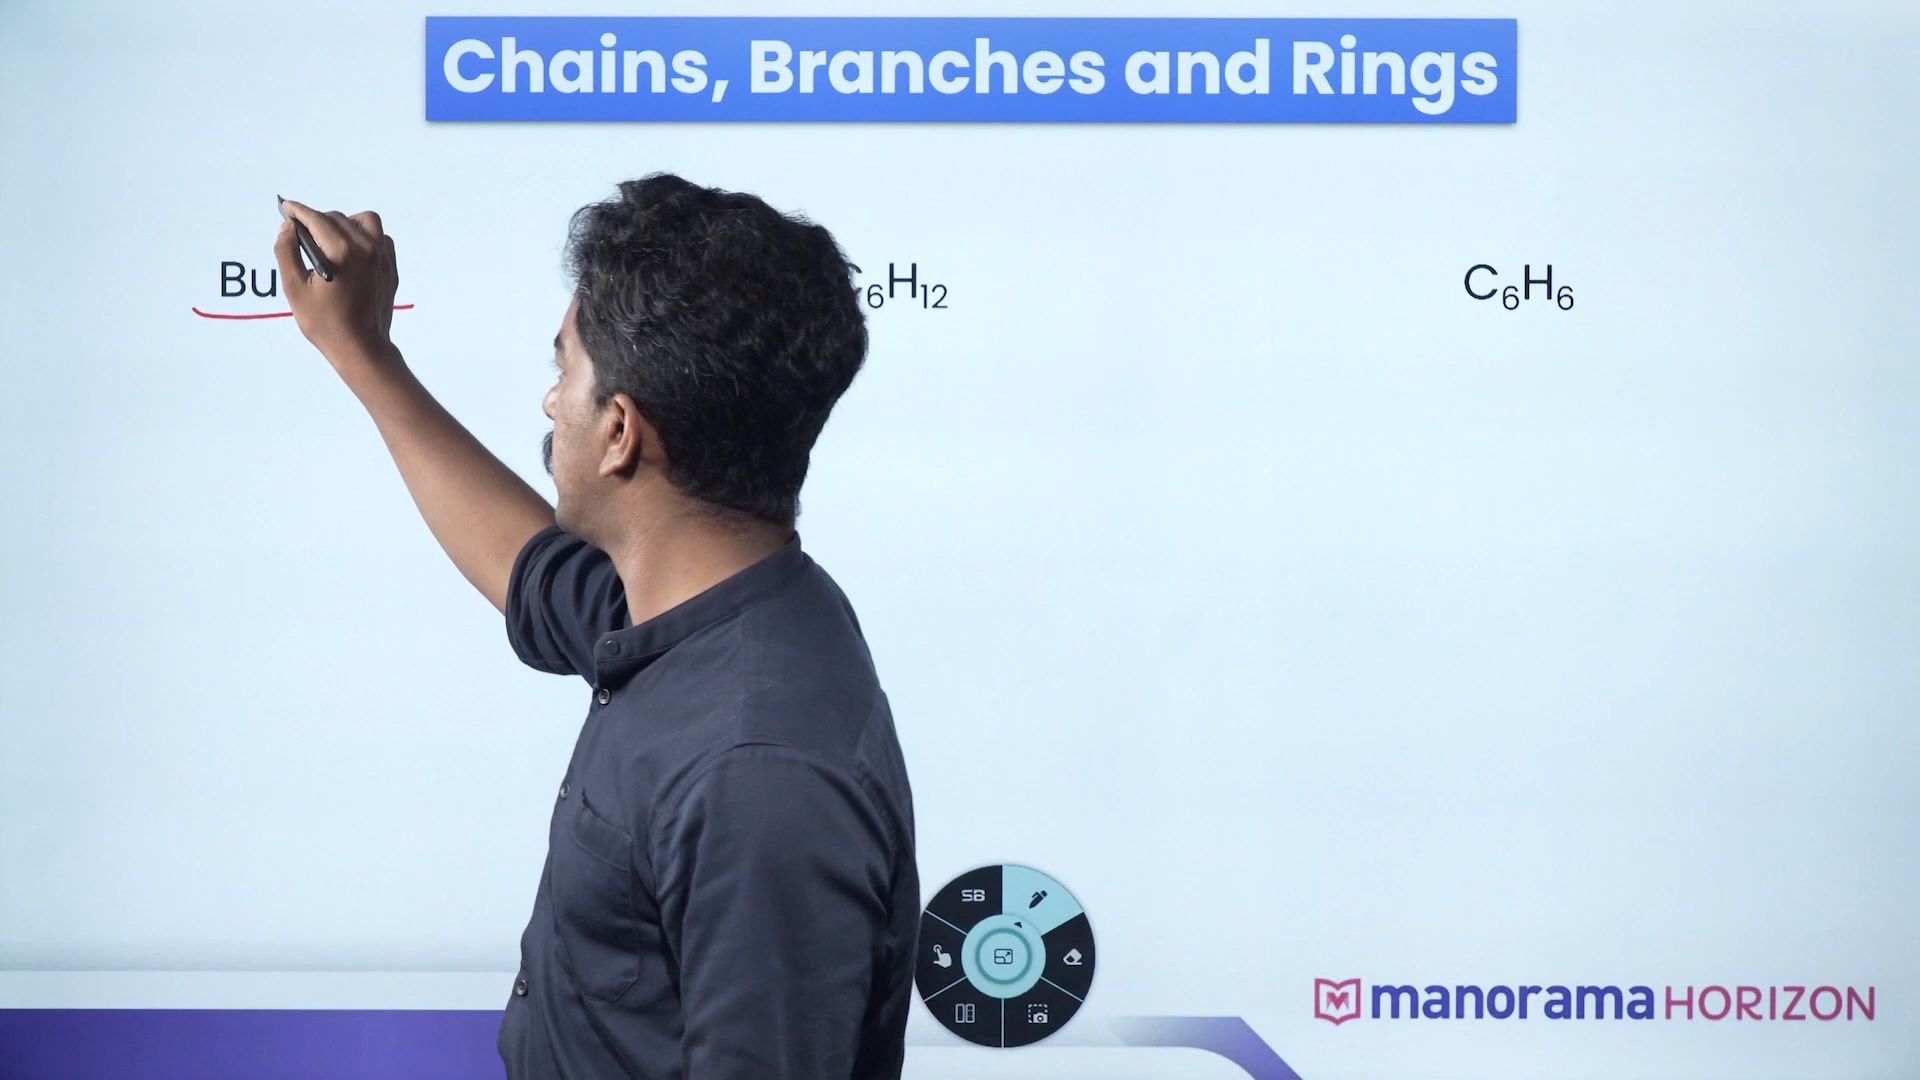 Chains, Branches and Rings
Bu
C₆H₁₂
C₆H₆
SB
manorama HORIZON